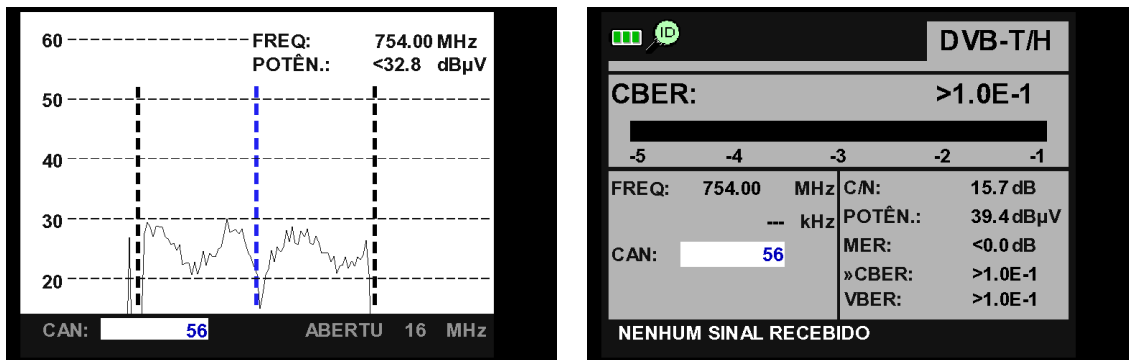 60 FREQ: 754.00 MHz
POTÊN.: <32.8 dBµV
50
40
30
20
CAN: 56 ABERTU 16 MHz
ID DVB-T/H
CBER: >1.0E-1
-5 -4 -3 -2 -1
FREQ: 754.00 MHz
--- kHz
CAN: 56
C/N: 15.7 dB
POTÊN.: 39.4 dBµV
MER: <0.0 dB
»CBER: >1.0E-1
VBER: >1.0E-1
NENHUM SINAL RECEBIDO